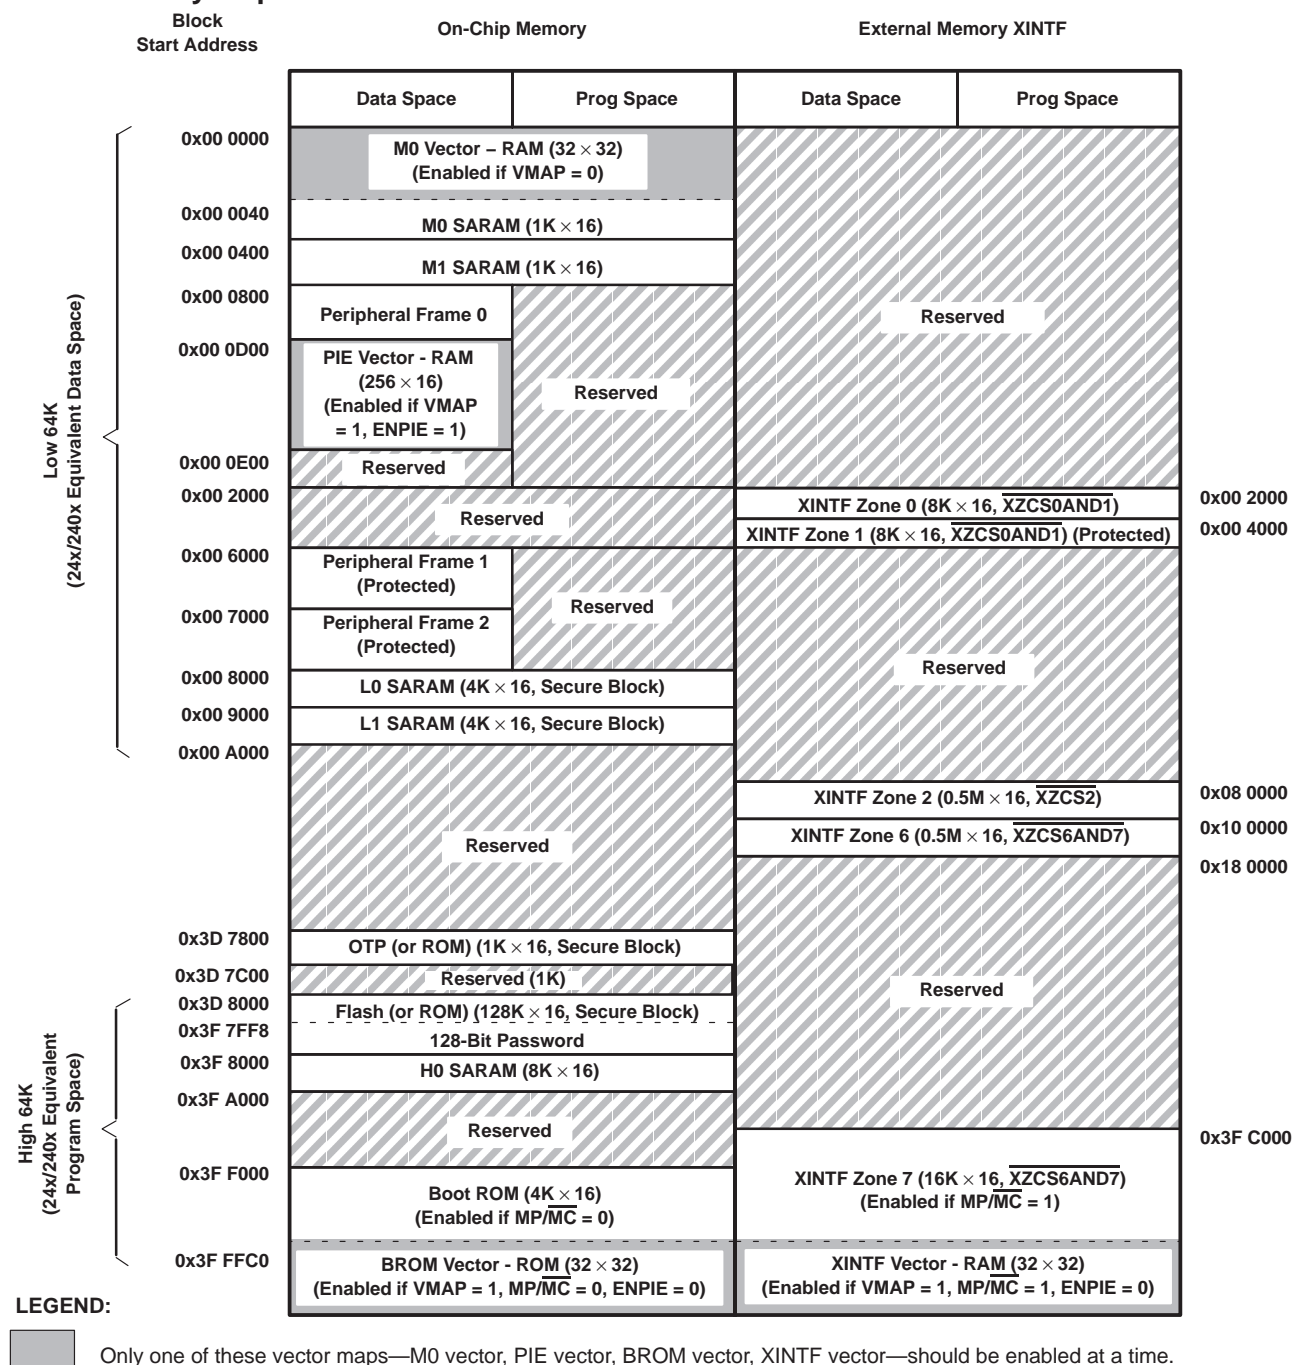 Block
Start Address
On-Chip Memory
External Memory XINTF
Data Space
Prog Space
Data Space
Prog Space
0x00 0000
M0 Vector – RAM (32 × 32)
(Enabled if VMAP = 0)
0x00 0040
M0 SARAM (1K × 16)
0x00 0400
M1 SARAM (1K × 16)
0x00 0800
Peripheral Frame 0
Reserved
0x00 0D00
PIE Vector - RAM
(256 × 16)
(Enabled if VMAP
= 1, ENPIE = 1)
Reserved
0x00 0E00
Reserved
0x00 2000
Reserved
XINTF Zone 0 (8K × 16, XZCS0AND1)
0x00 2000
XINTF Zone 1 (8K × 16, XZCS0AND1) (Protected)
0x00 4000
Low 64K
(24x/240x Equivalent Data Space)
0x00 6000
Peripheral Frame 1
(Protected)
Reserved
0x00 7000
Peripheral Frame 2
(Protected)
Reserved
0x00 8000
L0 SARAM (4K × 16, Secure Block)
0x00 9000
L1 SARAM (4K × 16, Secure Block)
0x00 A000
Reserved
XINTF Zone 2 (0.5M × 16, XZCS2)
0x08 0000
XINTF Zone 6 (0.5M × 16, XZCS6AND7)
0x10 0000
0x18 0000
0x3D 7800
OTP (or ROM) (1K × 16, Secure Block)
0x3D 7C00
Reserved (1K)
Reserved
0x3D 8000
Flash (or ROM) (128K × 16, Secure Block)
0x3F 7FF8
128-Bit Password
0x3F 8000
H0 SARAM (8K × 16)
0x3F A000
Reserved
High 64K
(24x/240x Equivalent
Program Space)
0x3F C000
0x3F F000
Boot ROM (4K × 16)
(Enabled if MP/MC = 0)
XINTF Zone 7 (16K × 16, XZCS6AND7)
(Enabled if MP/MC = 1)
0x3F FFC0
BROM Vector - ROM (32 × 32)
(Enabled if VMAP = 1, MP/MC = 0, ENPIE = 0)
XINTF Vector - RAM (32 × 32)
(Enabled if VMAP = 1, MP/MC = 1, ENPIE = 0)
LEGEND:
Only one of these vector maps—M0 vector, PIE vector, BROM vector, XINTF vector—should be enabled at a time.